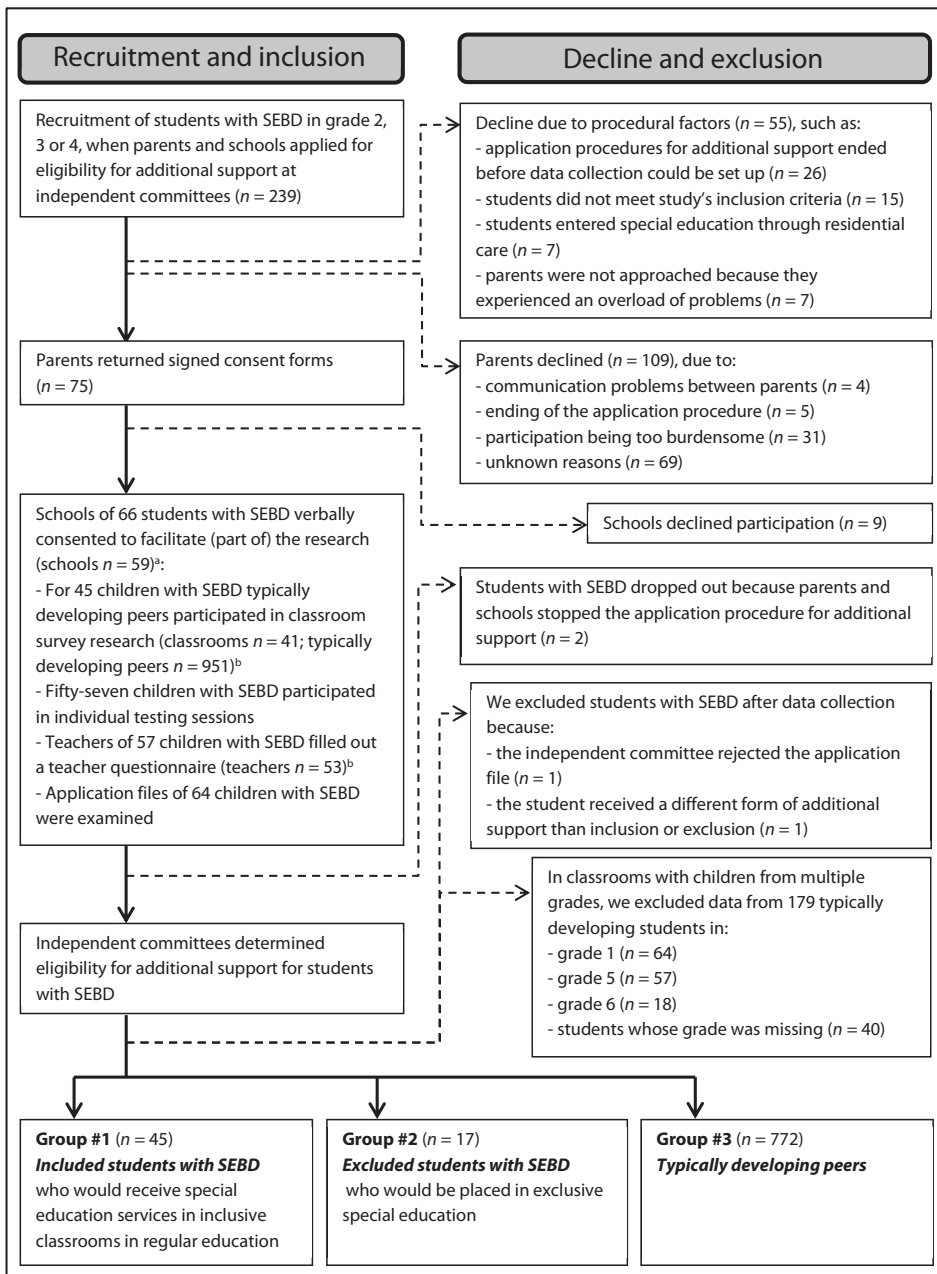 Recruitment and inclusion
Recruitment of students with SEBD in grade 2,
3 or 4, when parents and schools applied for
eligibility for additional support at
independent committees (n = 239)
Parents returned signed consent forms
(n = 75)
Schools of 66 students with SEBD verbally
consented to facilitate (part of) the research
(schools n = 59)ᵃ:
- For 45 children with SEBD typically
developing peers participated in classroom
survey research (classrooms n = 41; typically
developing peers n = 951)ᵇ
- Fifty-seven children with SEBD participated
in individual testing sessions
- Teachers of 57 children with SEBD filled out
a teacher questionnaire (teachers n = 53)ᵇ
- Application files of 64 children with SEBD
were examined
Independent committees determined
eligibility for additional support for students
with SEBD
Decline and exclusion
Decline due to procedural factors (n = 55), such as:
- application procedures for additional support ended
before data collection could be set up (n = 26)
- students did not meet study's inclusion criteria (n = 15)
- students entered special education through residential
care (n = 7)
- parents were not approached because they
experienced an overload of problems (n = 7)
Parents declined (n = 109), due to:
- communication problems between parents (n = 4)
- ending of the application procedure (n = 5)
- participation being too burdensome (n = 31)
- unknown reasons (n = 69)
Schools declined participation (n = 9)
Students with SEBD dropped out because parents and
schools stopped the application procedure for additional
support (n = 2)
We excluded students with SEBD after data collection
because:
- the independent committee rejected the application
file (n = 1)
- the student received a different form of additional
support than inclusion or exclusion (n = 1)
In classrooms with children from multiple
grades, we excluded data from 179 typically
developing students in:
- grade 1 (n = 64)
- grade 5 (n = 57)
- grade 6 (n = 18)
- students whose grade was missing (n = 40)
Group #1 (n = 45)
Included students with SEBD
who would receive special
education services in inclusive
classrooms in regular education
Group #2 (n = 17)
Excluded students with SEBD
who would be placed in exclusive
special education
Group #3 (n = 772)
Typically developing peers